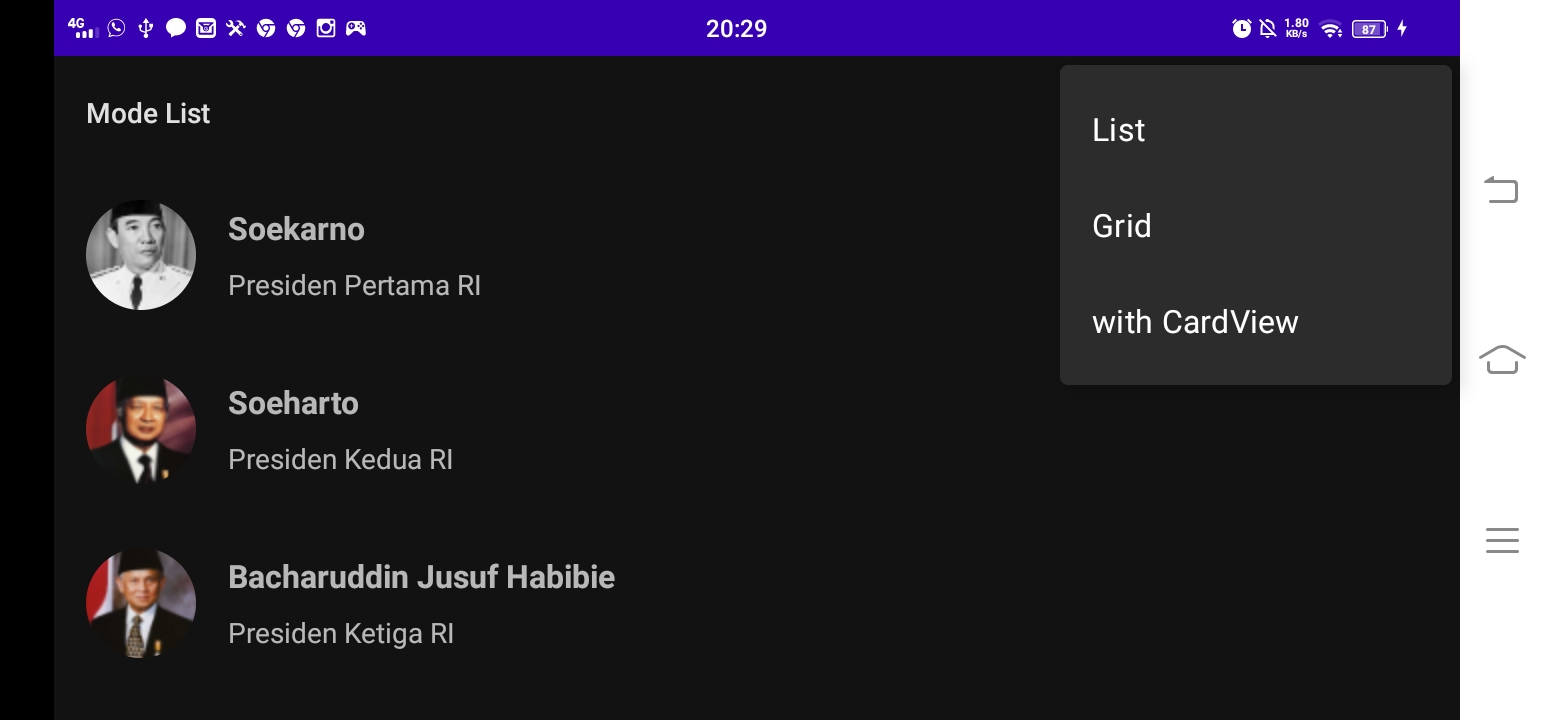 4G
20:29
1.80
KB/s
87
Mode List
List
Grid
with CardView
Soekarno
Presiden Pertama RI
Soeharto
Presiden Kedua RI
Bacharuddin Jusuf Habibie
Presiden Ketiga RI